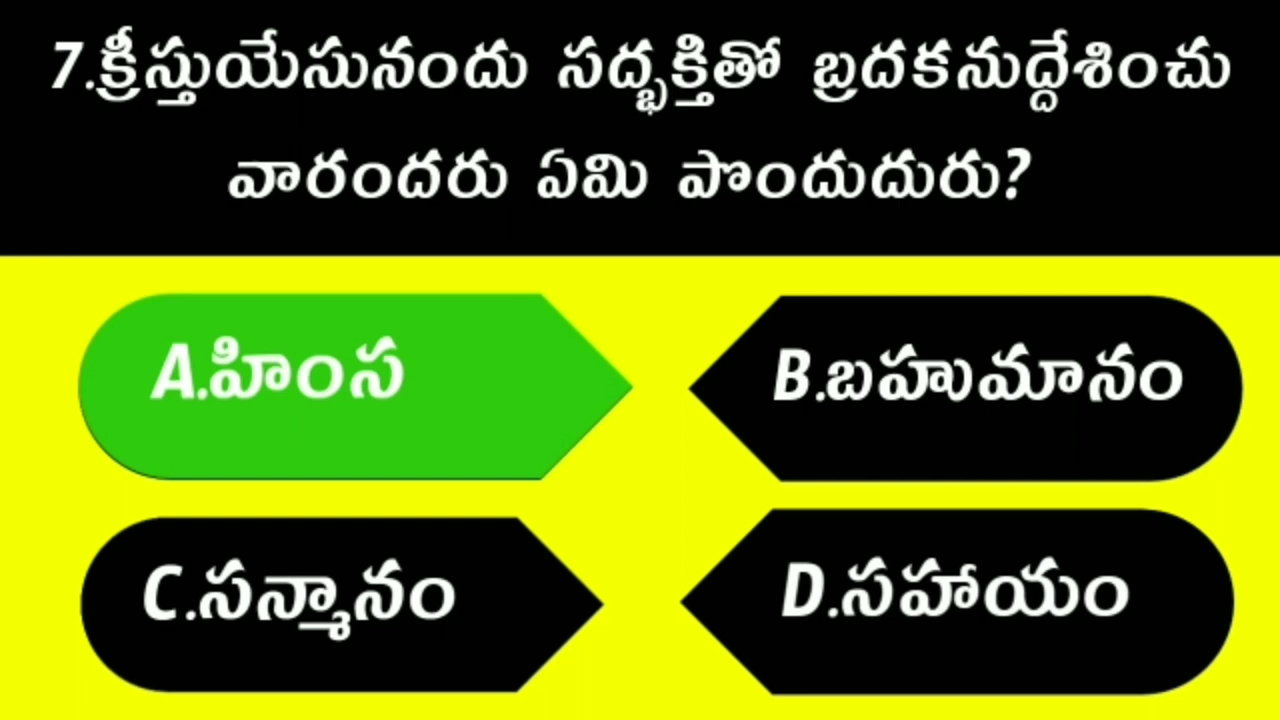 7.క్రీస్తుయేసునందు సద్భక్తితో బ్రదకనుద్దేశించు
వారందరు ఏమి పొందుదురు?
A.హింస
B.బహుమానం
C.సన్మానం
D.సహాయం